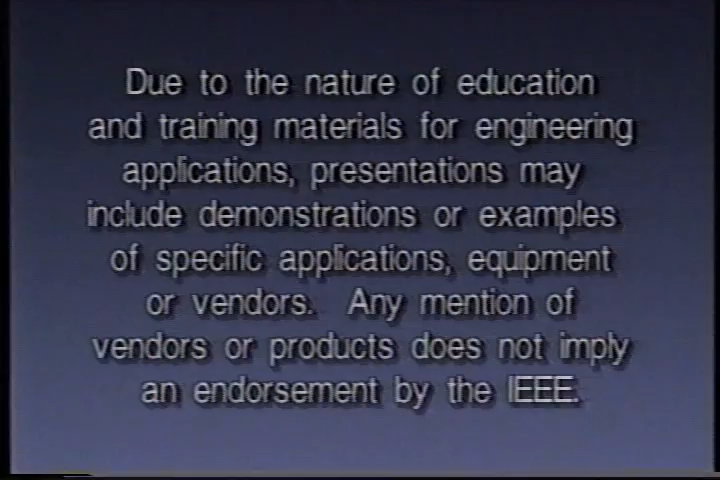 Due to the nature of education
and training materials for engineering
applications, presentations may
include demonstrations or examples
of specific applications, equipment
or vendors. Any mention of
vendors or products does not imply
an endorsement by the IEEE.